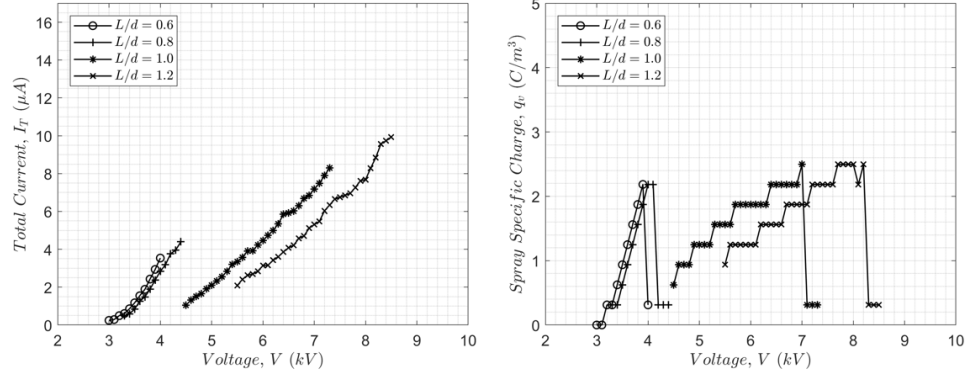 16
14
12
10
8
6
4
2
0
2 3 4 5 6 7 8 9 10
Total Current, I_T (μA)
Voltage, V (kV)
L/d = 0.6
L/d = 0.8
L/d = 1.0
L/d = 1.2
5
4
3
2
1
0
2 3 4 5 6 7 8 9 10
Spray Specific Charge, q_v (C/m³)
Voltage, V (kV)
L/d = 0.6
L/d = 0.8
L/d = 1.0
L/d = 1.2